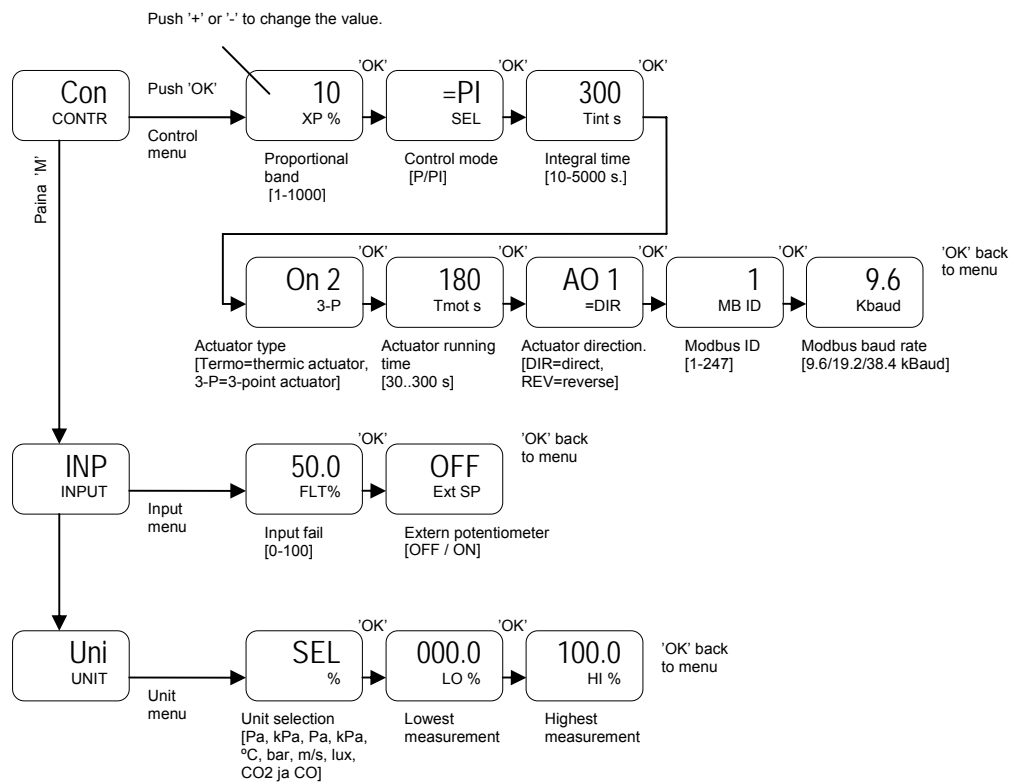 Push '+' or '-' to change the value.
'OK' 'OK' 'OK'
Con
CONTR
Push 'OK'
Control
menu
10
XP %
=PI
SEL
300
Tint s
Proportional
band
[1-1000]
Control mode
[P/PI]
Integral time
[10-5000 s.]
Paina 'M'
'OK' 'OK' 'OK' 'OK'
On 2
3-P
180
Tmot s
AO 1
=DIR
1
MB ID
9.6
Kbaud
'OK' back
to menu
Actuator type
[Termo=thermic actuator,
3-P=3-point actuator]
Actuator running
time
[30..300 s]
Actuator direction.
[DIR=direct,
REV=reverse]
Modbus ID
[1-247]
Modbus baud rate
[9.6/19.2/38.4 kBaud]
INP
INPUT
Input
menu
'OK'
50.0
FLT%
OFF
Ext SP
'OK' back
to menu
Input fail
[0-100]
Extern potentiometer
[OFF / ON]
Uni
UNIT
Unit
menu
'OK' 'OK'
SEL
%
000.0
LO %
100.0
HI %
'OK' back
to menu
Unit selection
[Pa, kPa, Pa, kPa,
ºC, bar, m/s, lux,
CO2 ja CO]
Lowest
measurement
Highest
measurement